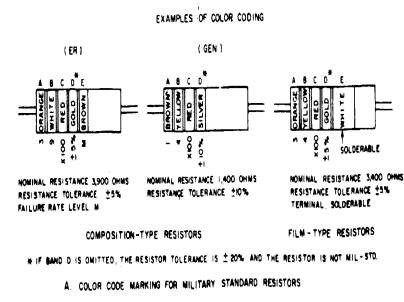 EXAMPLES OF COLOR CODING
(ER)
(GEN)
A B C D* E
ORANGE WHITE RED GOLD BROWN
3 9 X100 ±5% M
NOMINAL RESISTANCE 3,900 OHMS
RESISTANCE TOLERANCE ±5%
FAILURE RATE LEVEL M
A B C D*
BROWN YELLOW RED SILVER
1 4 X100 ±10%
NOMINAL RESISTANCE 1,400 OHMS
RESISTANCE TOLERANCE ±10%
A B C D* E
ORANGE YELLOW RED GOLD WHITE
3 4 X100 ±5%
SOLDERABLE
NOMINAL RESISTANCE 3,400 OHMS
RESISTANCE TOLERANCE ±5%
TERMINAL, SOLDERABLE
COMPOSITION-TYPE RESISTORS
FILM-TYPE RESISTORS
* IF BAND D IS OMITTED, THE RESISTOR TOLERANCE IS ± 20% AND THE RESISTOR IS NOT MIL-STD.
A. COLOR CODE MARKING FOR MILITARY STANDARD RESISTORS